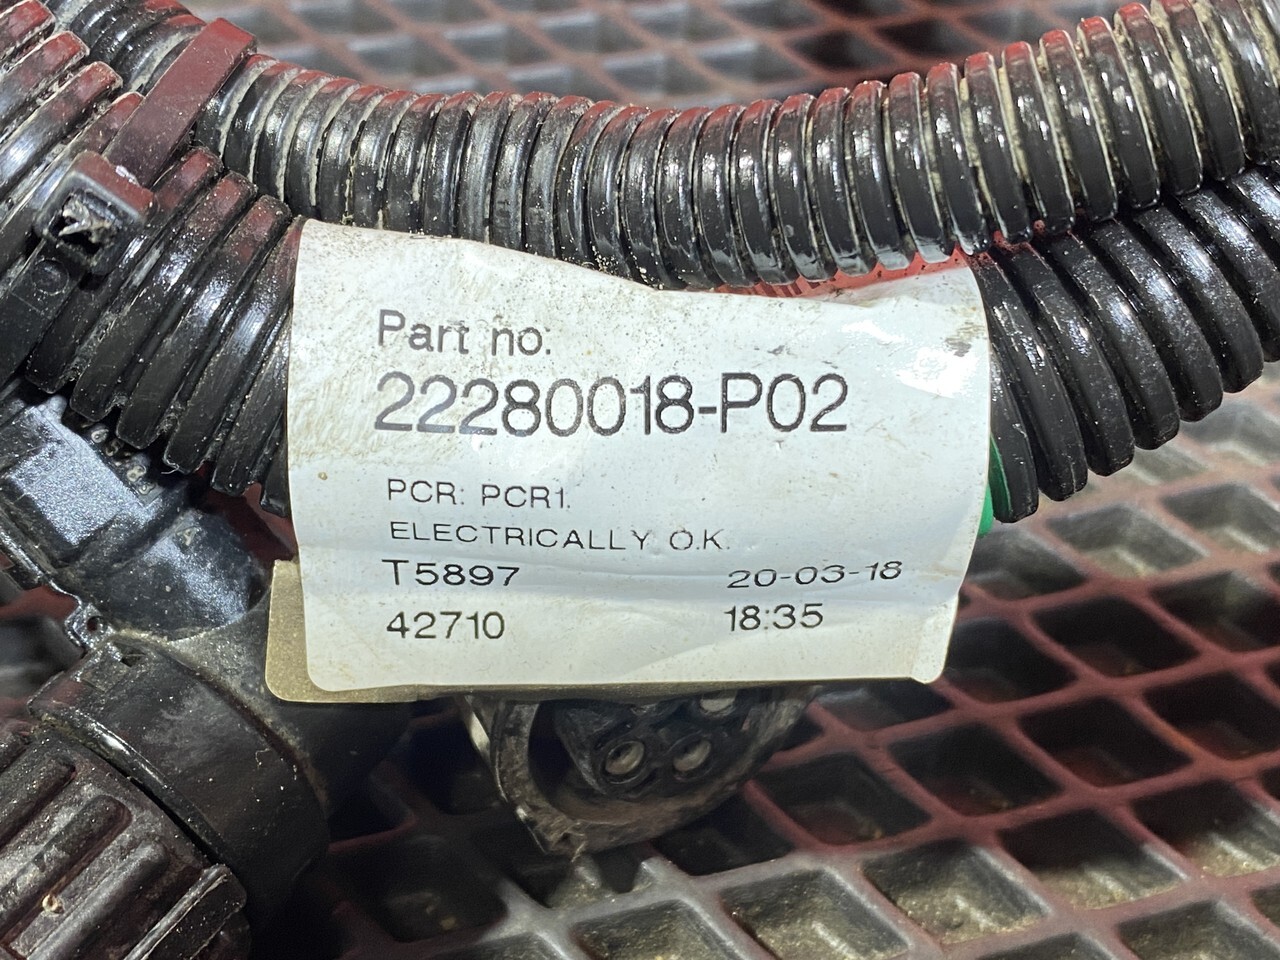 Part no:
22280018-P02
PCR: PCR1.
ELECTRICALLY O.K.
T5897 20-03-18
42710 18:35